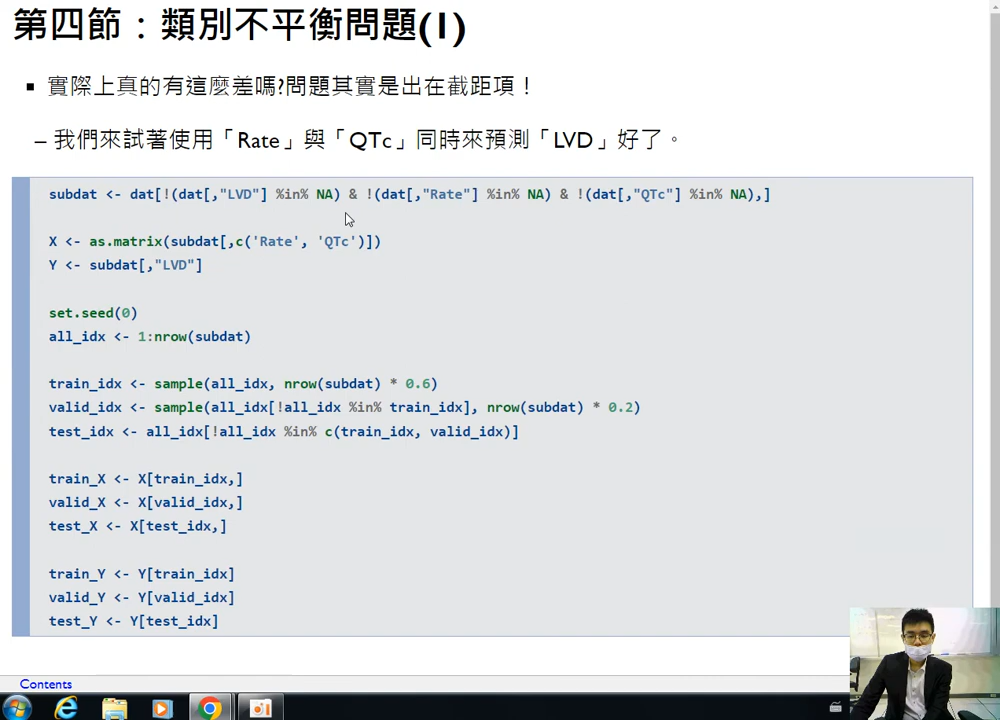 第四節：類別不平衡問題(1)
▪ 實際上真的有這麼差嗎?問題其實是出在截距項！
– 我們來試著使用「Rate」與「QTc」同時來預測「LVD」好了。
subdat <- dat[!(dat[,"LVD"] %in% NA) & !(dat[,"Rate"] %in% NA) & !(dat[,"QTc"] %in% NA),]
X <- as.matrix(subdat[,c('Rate', 'QTc')])
Y <- subdat[,"LVD"]
set.seed(0)
all_idx <- 1:nrow(subdat)
train_idx <- sample(all_idx, nrow(subdat) * 0.6)
valid_idx <- sample(all_idx[!all_idx %in% train_idx], nrow(subdat) * 0.2)
test_idx <- all_idx[!all_idx %in% c(train_idx, valid_idx)]
train_X <- X[train_idx,]
valid_X <- X[valid_idx,]
test_X <- X[test_idx,]
train_Y <- Y[train_idx]
valid_Y <- Y[valid_idx]
test_Y <- Y[test_idx]
Contents